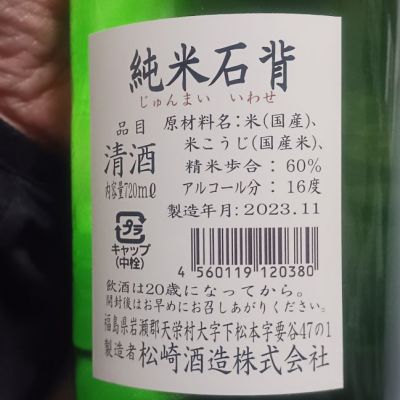 純米石背
じゅんまい いわせ
品目
清酒
内容量720mℓ
原材料名:米(国産)、
米こうじ(国産米)、
精米歩合:60%
アルコール分:16度
製造年月:2023.11
プラ
キャップ
(中栓)
4 560119 120380
飲酒は20歳になってから。
開封後はお早めにお召しあがりください。
福島県岩瀬郡天栄村大字下松本字要谷47の1
製造者 松崎酒造株式会社